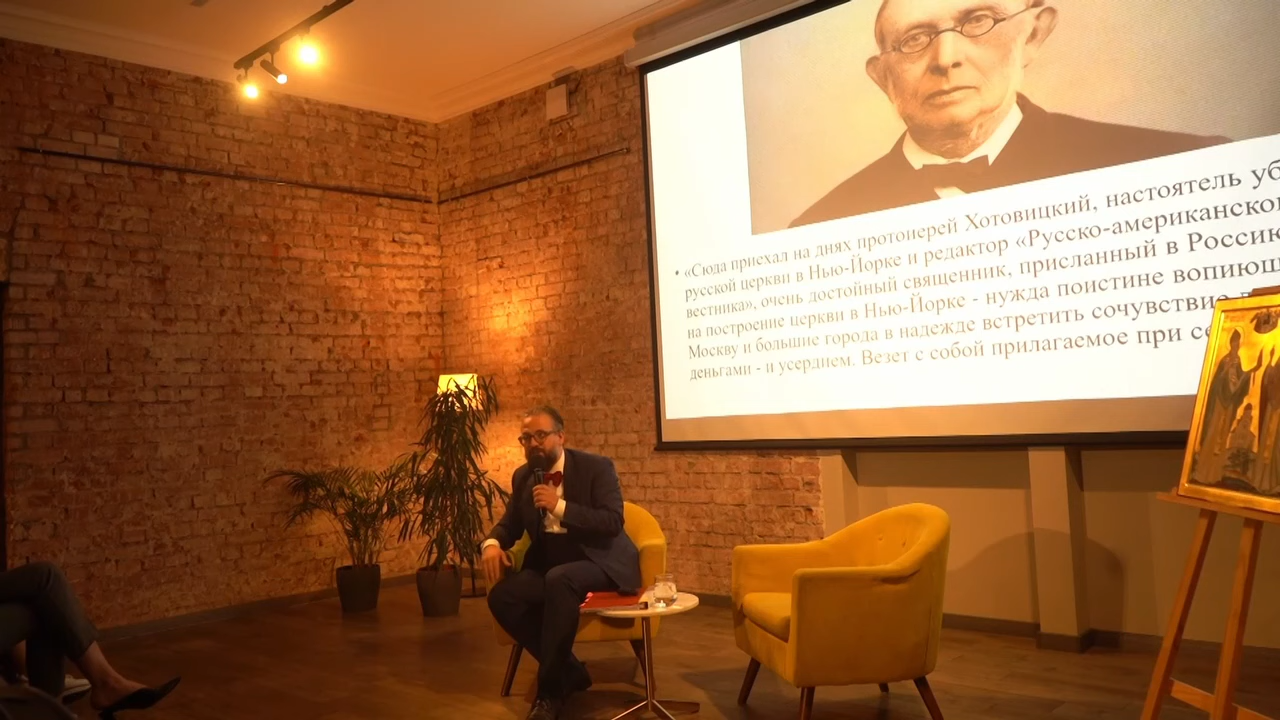 • «Сюда приехал на днях протоиерей Хотовицкий, настоятель
русской церкви в Нью-Йорке и редактор «Русско-американского
вестника», очень достойный священник, присланный в Россию
на построение церкви в Нью-Йорке - нужда поистине
Москву и большие города в надежде встретить сочувствие
деньгами - и усердием. Везет с собой прилагаемое при